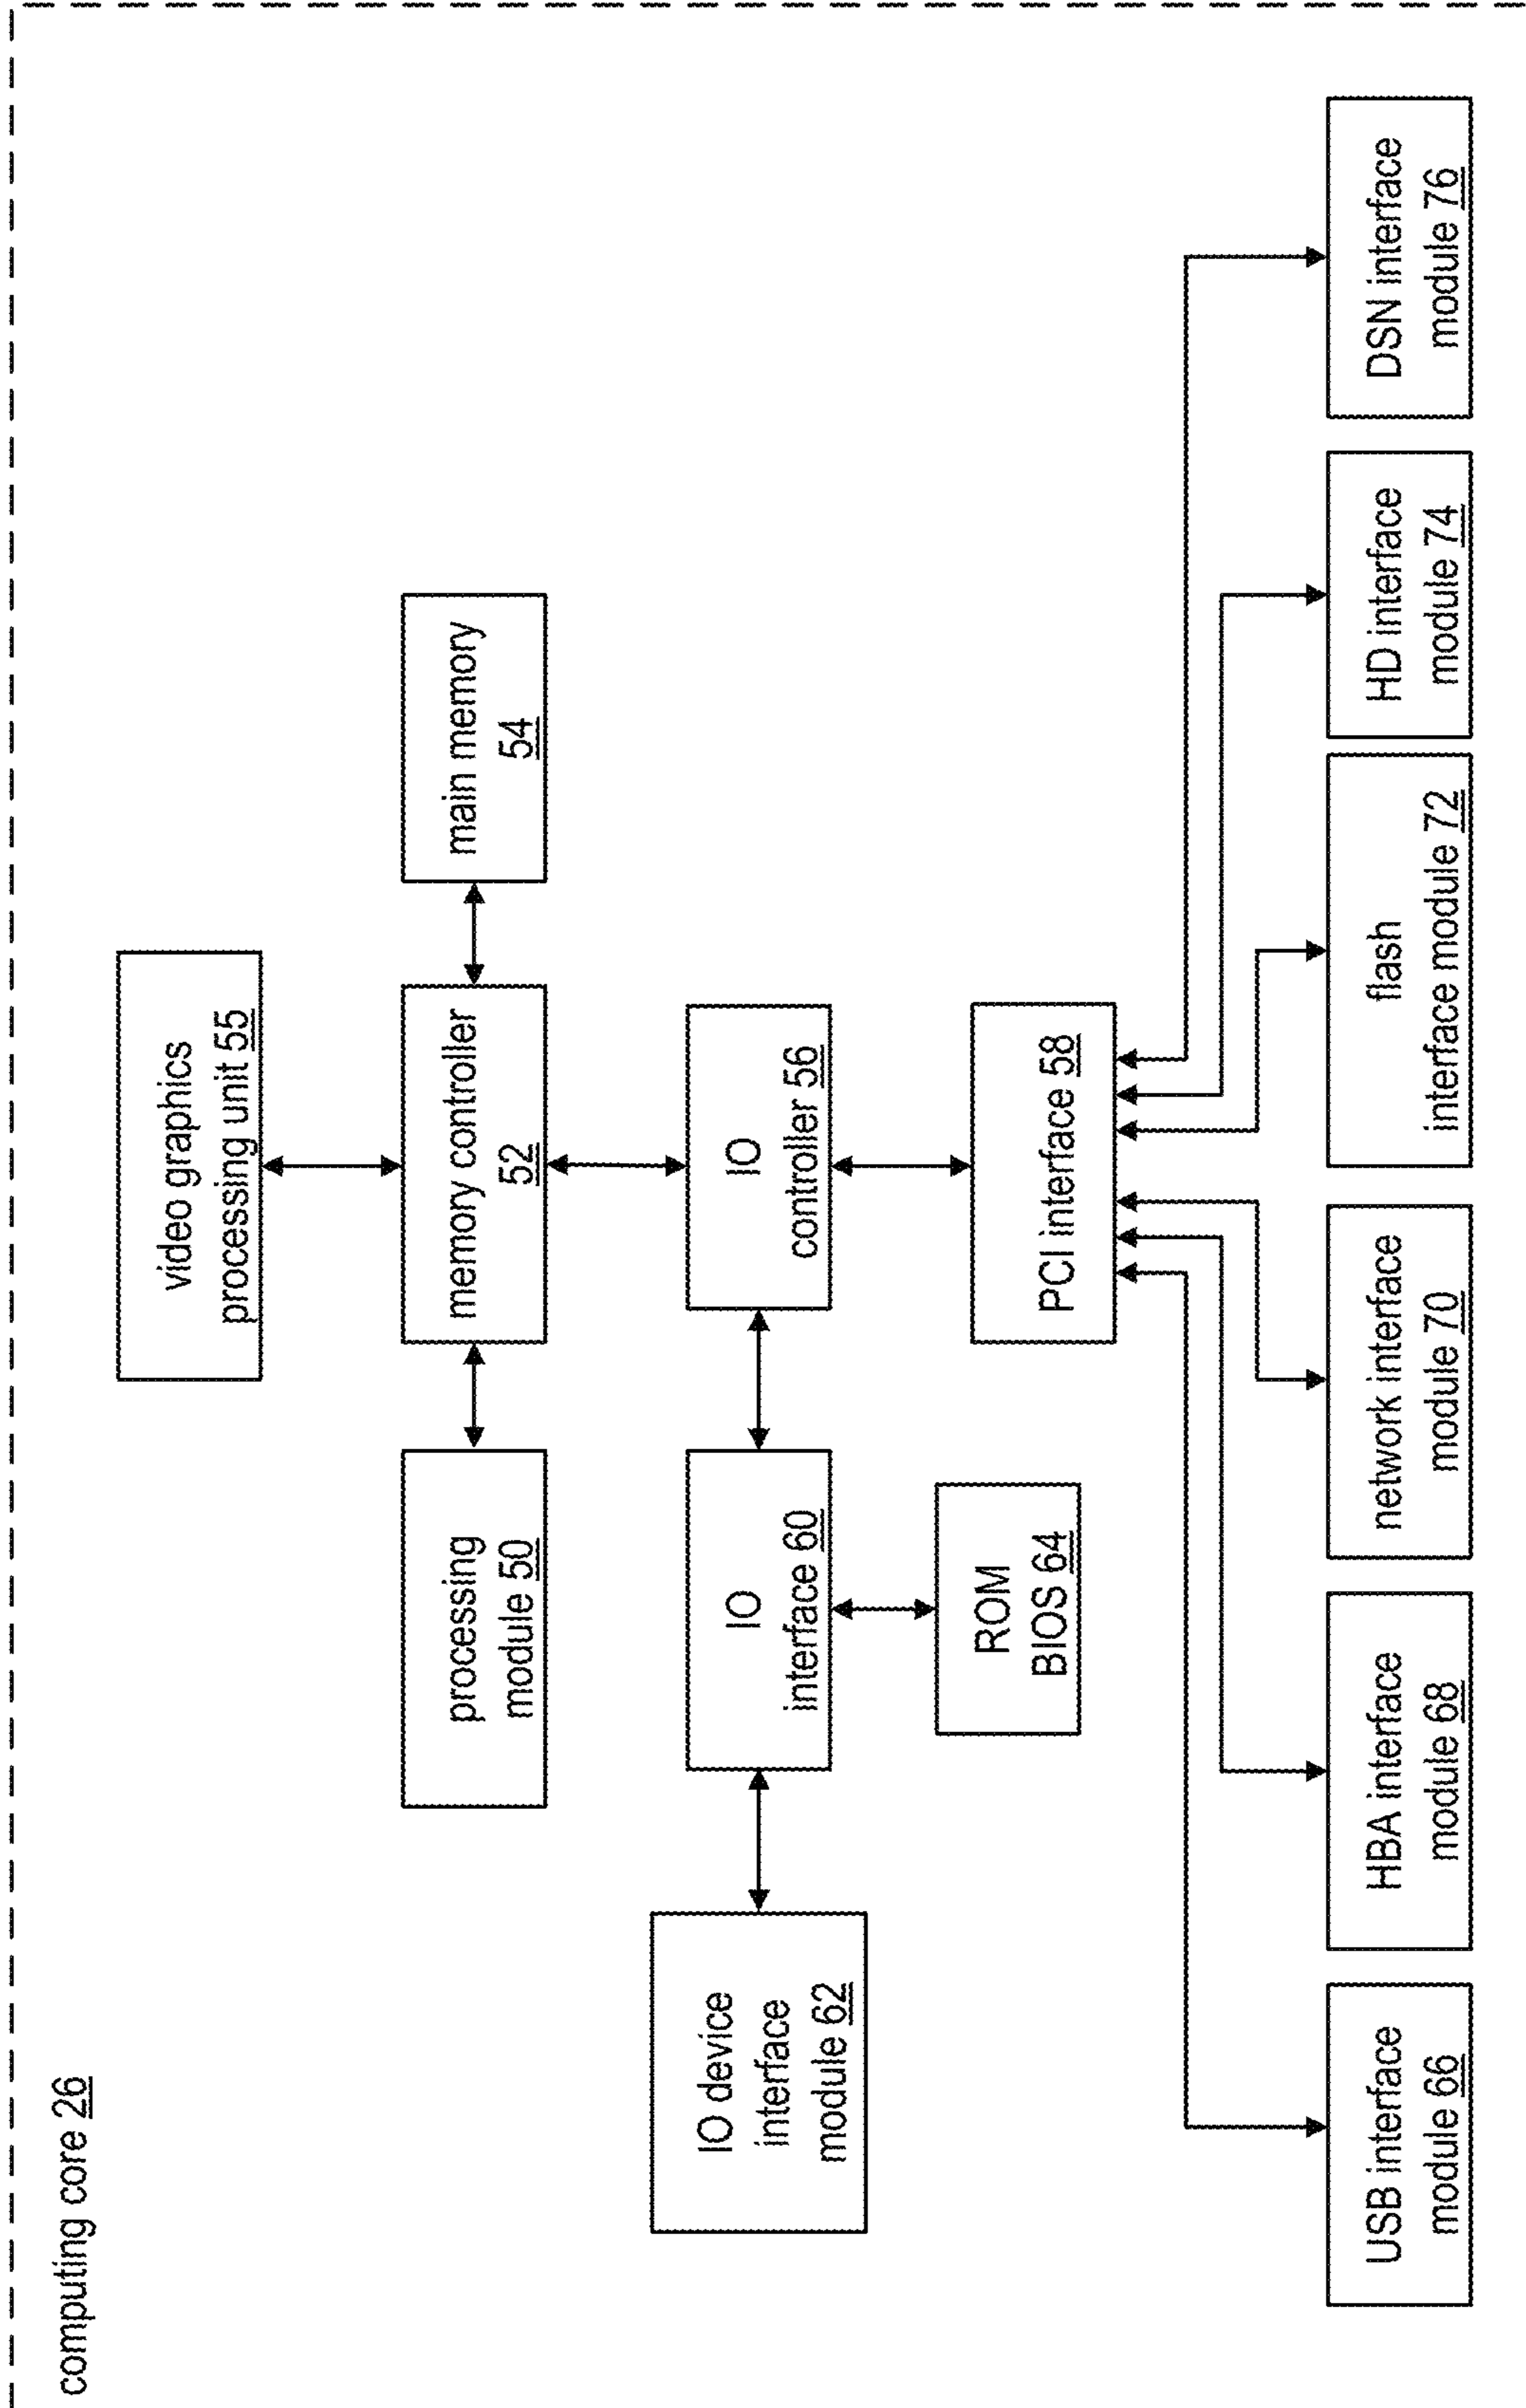 computing core 26
video graphics
processing unit 55
processing
module 50
memory controller
52
main memory
54
IO device
interface
module 62
IO
interface 60
IO
controller 56
ROM
BIOS 64
PCI interface 58
USB interface
module 66
HBA interface
module 68
network interface
module 70
flash
interface module 72
HD interface
module 74
DSN interface
module 76